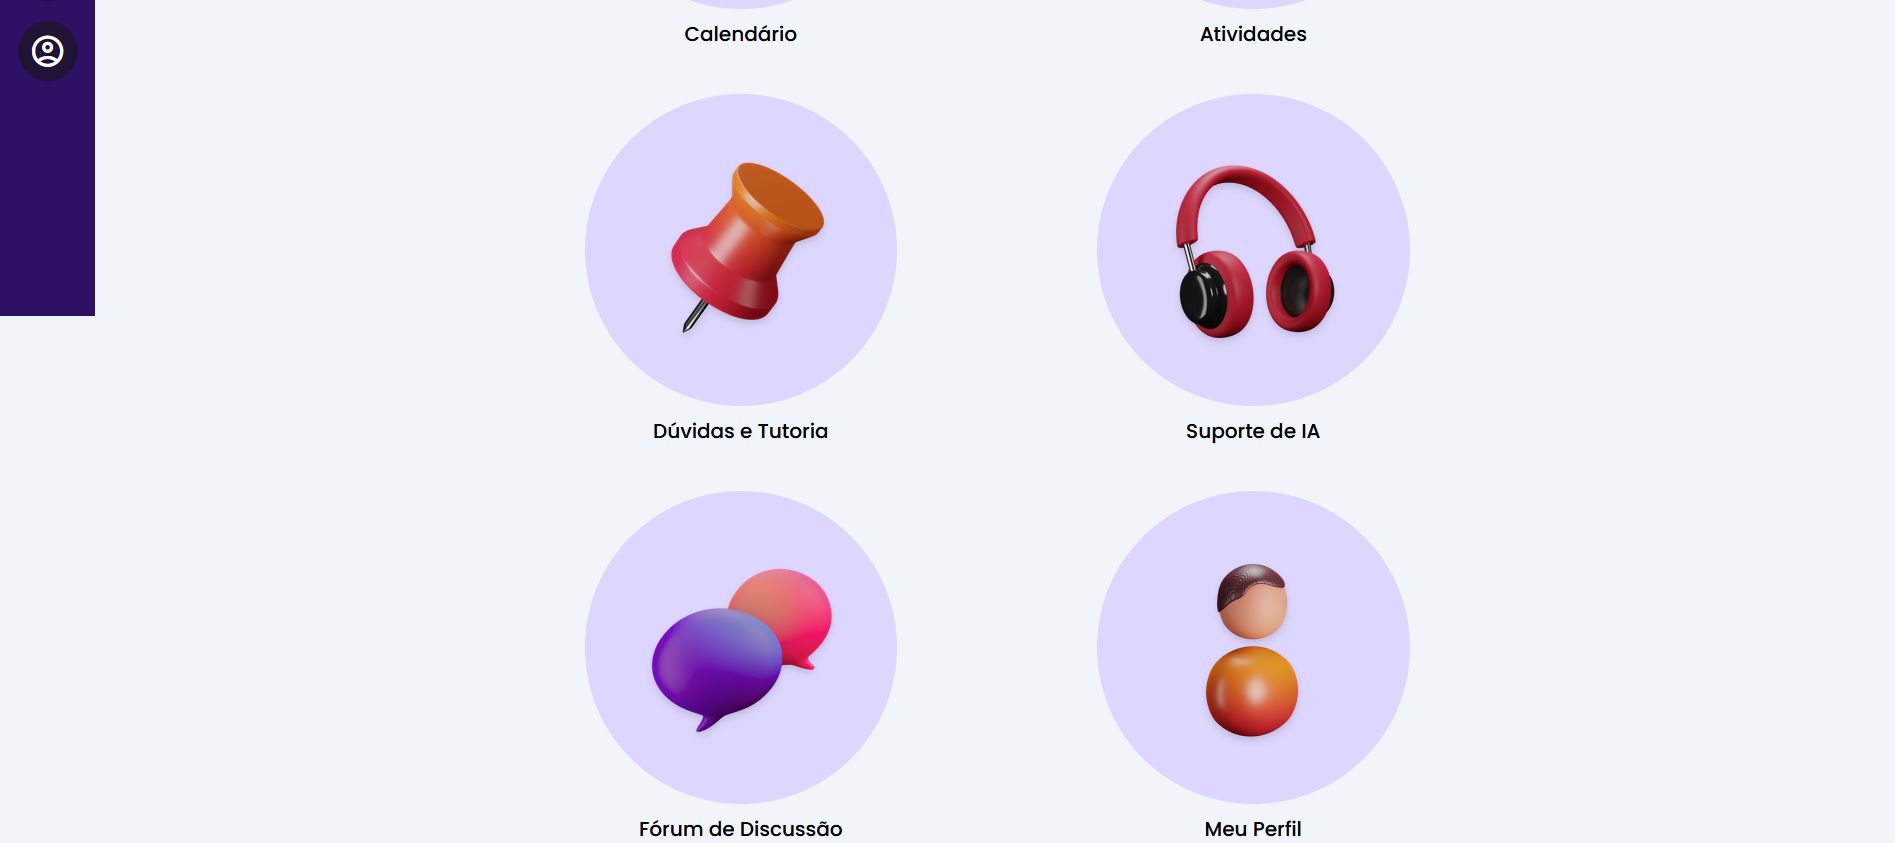 Calendário
Atividades
Dúvidas e Tutoria
Suporte de IA
Fórum de Discussão
Meu Perfil